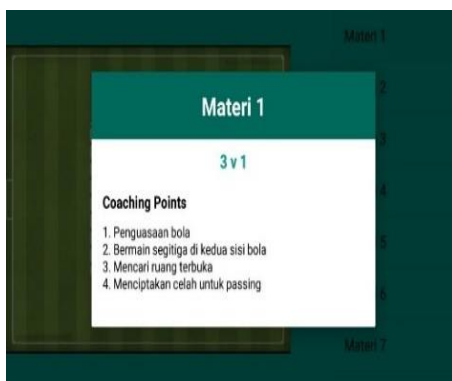 Materi 1
Materi 1
3 v 1
Coaching Points
1. Penguasaan bola
2. Bermain segitiga di kedua sisi bola
3. Mencari ruang terbuka
4. Menciptakan celah untuk passing
2
3
4
5
6
Materi 7